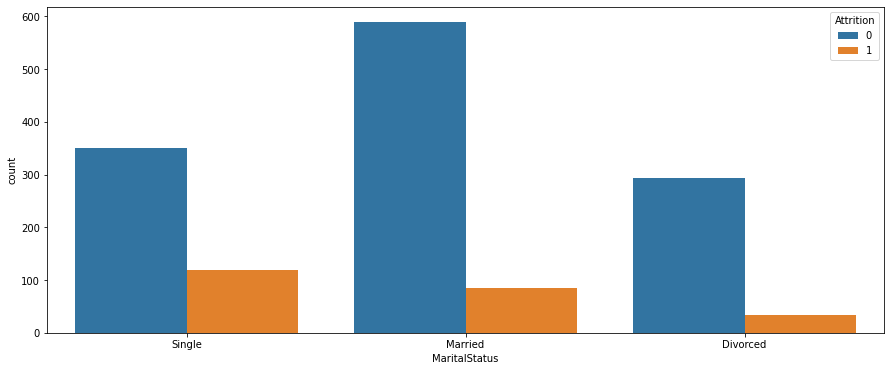 600
500
400
300
200
100
0
count
Attrition
0
1
Single
Married
Divorced
MaritalStatus